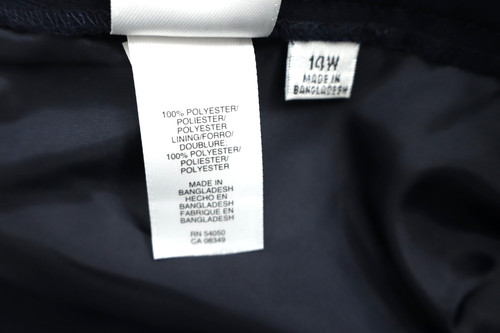 100% POLYESTER/
POLIESTER/
POLYESTER
LINING/FORRO/
DOUBLURE
100% POLYESTER/
POLIESTER/
POLYESTER
MADE IN
BANGLADESH
HECHO EN
BANGLADESH
FABRIQUE EN
BANGLADESH
RN 54050
CA 08349
14W
MADE IN
BANGLADESH